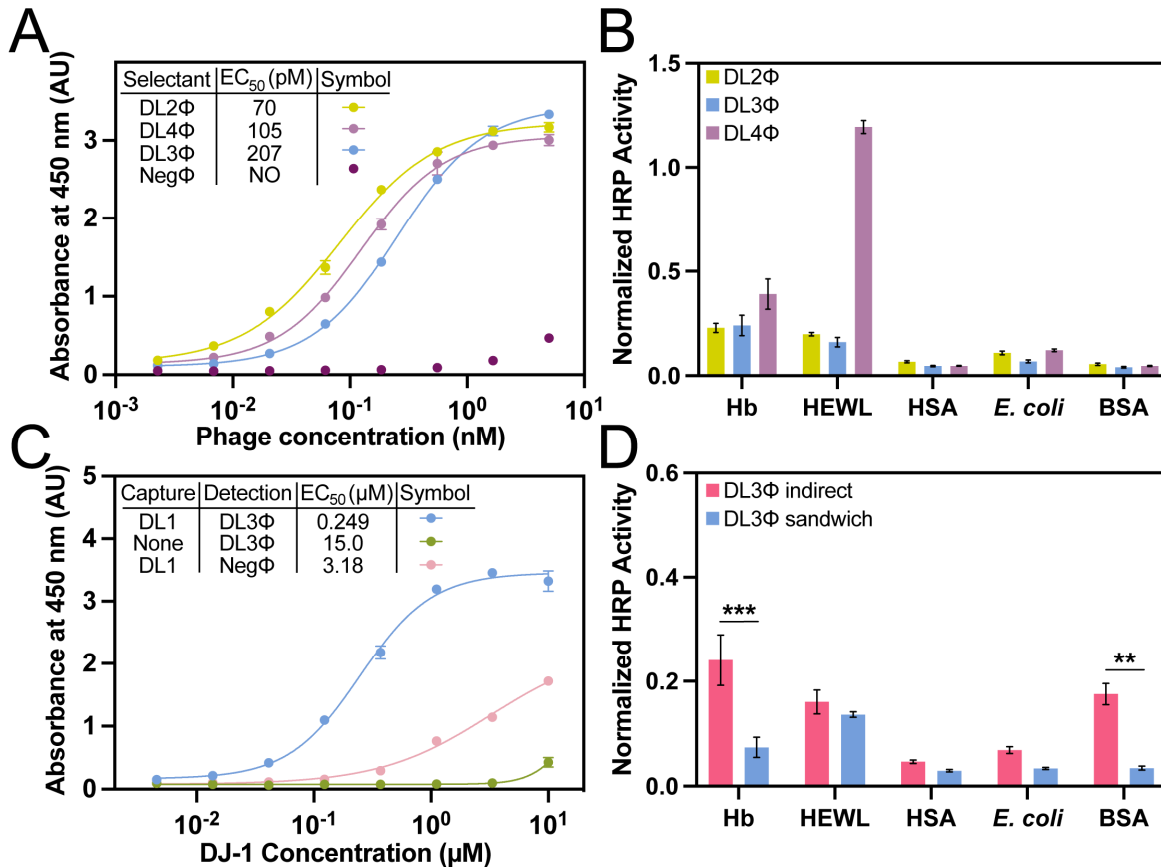 A
Absorbance at 450 nm (AU)
3
2
1
0
Selectant EC₅₀ (pM) Symbol
DL2Φ 70
DL4Φ 105
DL3Φ 207
NegΦ NO
10⁻³ 10⁻² 10⁻¹ 10⁰ 10¹
Phage concentration (nM)
B
Normalized HRP Activity
1.5
1.0
0.5
0.0
DL2Φ
DL3Φ
DL4Φ
Hb HEWL HSA E. coli BSA
C
Absorbance at 450 nm (AU)
5
4
3
2
1
0
Capture Detection EC₅₀ (µM) Symbol
DL1 DL3Φ 0.249
None DL3Φ 15.0
DL1 NegΦ 3.18
10⁻² 10⁻¹ 10⁰ 10¹
DJ-1 Concentration (µM)
D
Normalized HRP Activity
0.6
0.4
0.2
0.0
DL3Φ indirect
DL3Φ sandwich
***
**
Hb HEWL HSA E. coli BSA